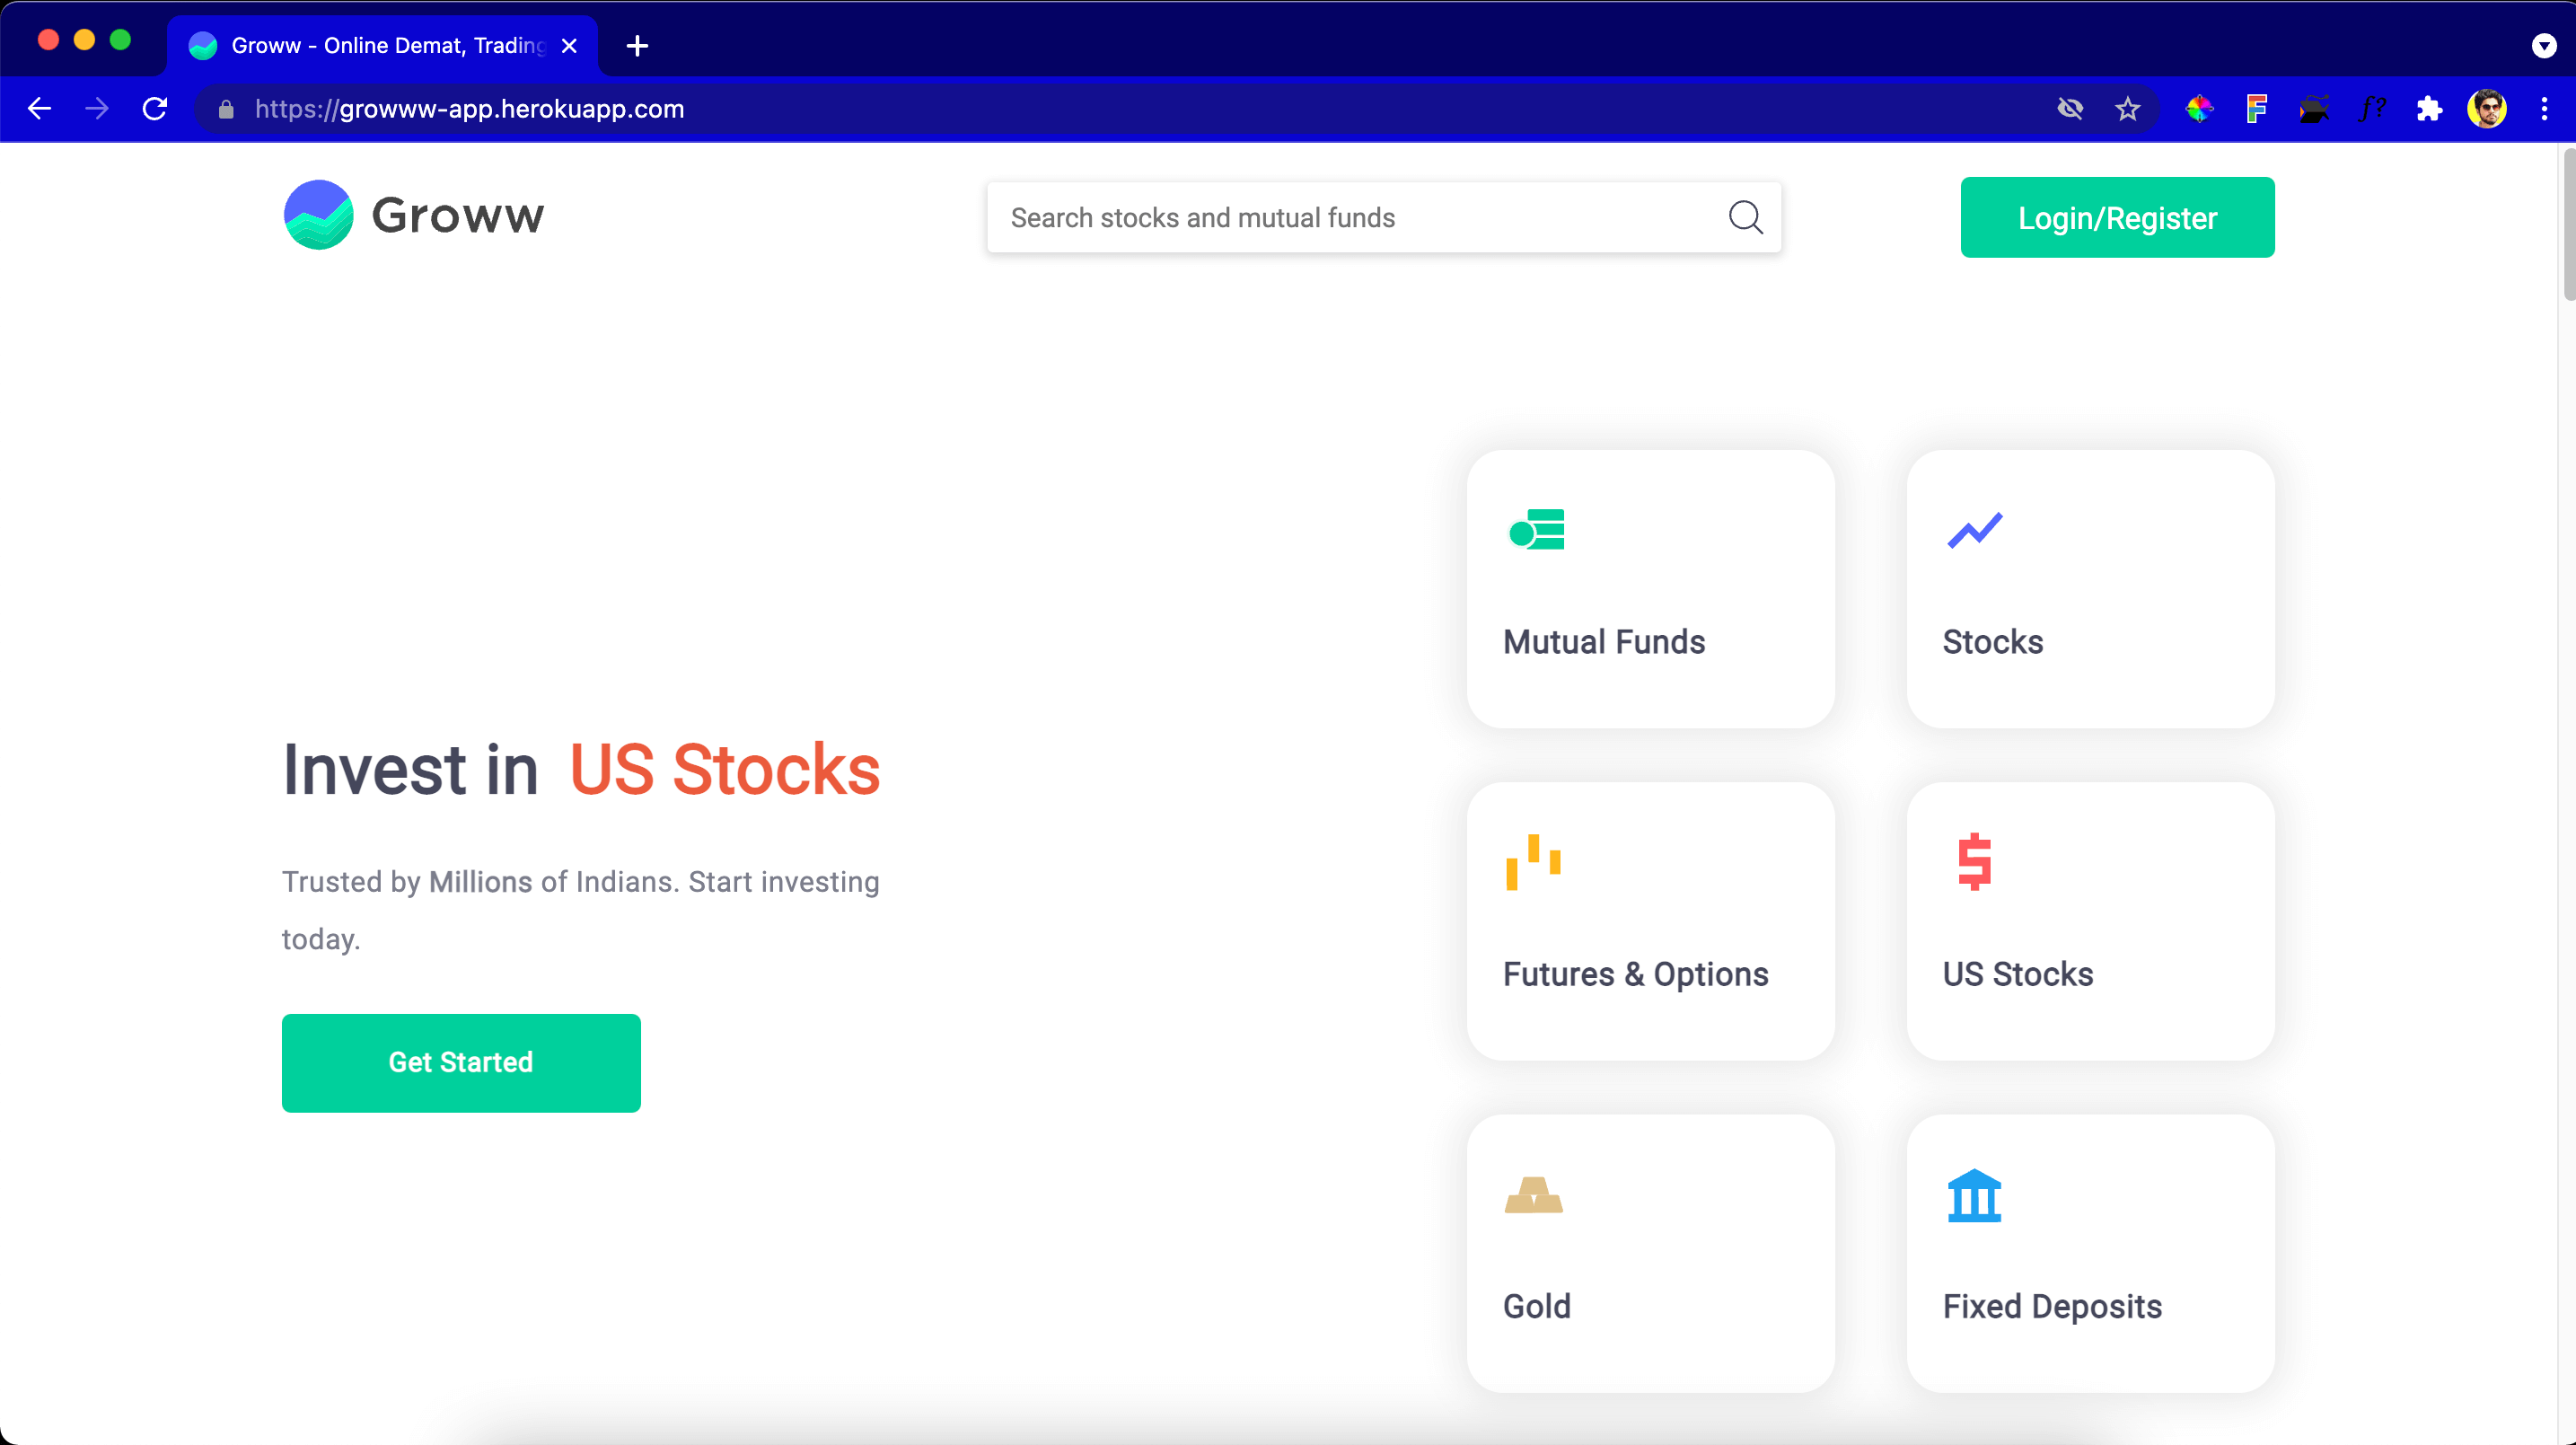 Groww - Online Demat, Trading
https://growww-app.herokuapp.com
f?
Groww
Search stocks and mutual funds
Login/Register
Mutual Funds
Stocks
Invest in US Stocks
Trusted by Millions of Indians. Start investing
today.
Get Started
Futures & Options
US Stocks
Gold
Fixed Deposits